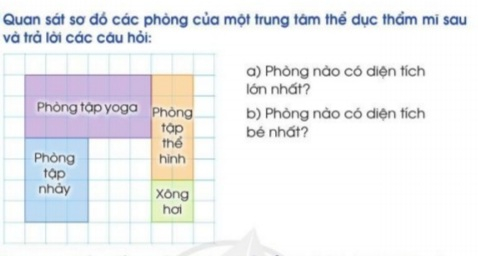 Quan sát sơ đồ các phòng của một trung tâm thể dục thẩm mĩ sau
và trả lời các câu hỏi:
a) Phòng nào có diện tích
lớn nhất?
b) Phòng nào có diện tích
bé nhất?
Phòng tập yoga
Phòng
tập
thể
hình
Phòng
tập
nhảy
Xông
hơi